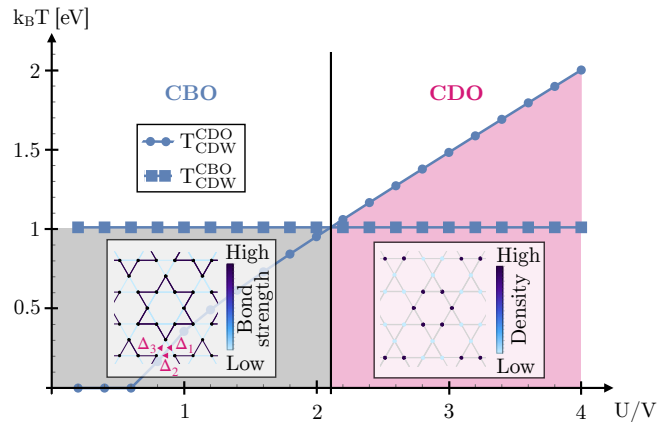 k_BT [eV]
2
1.5
1
0.5
CBO
CDO
T_CDW^CDO
T_CDW^CBO
High
Bond
strength
Low
Δ_3
Δ_1
Δ_2
High
Density
Low
1
2
3
4
U/V